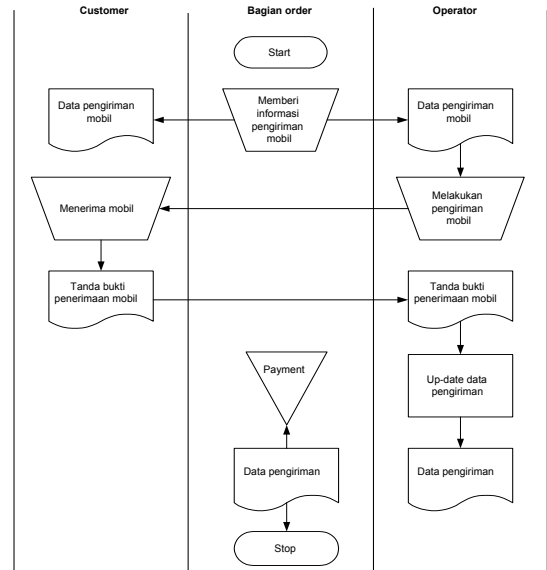 Customer
Bagian order
Operator
Start
Data pengiriman
mobil
Memberi
informasi
pengiriman
mobil
Data pengiriman
mobil
Menerima mobil
Melakukan
pengiriman
mobil
Tanda bukti
penerimaan mobil
Tanda bukti
penerimaan mobil
Payment
Up-date data
pengiriman
Data pengiriman
Data pengiriman
Stop